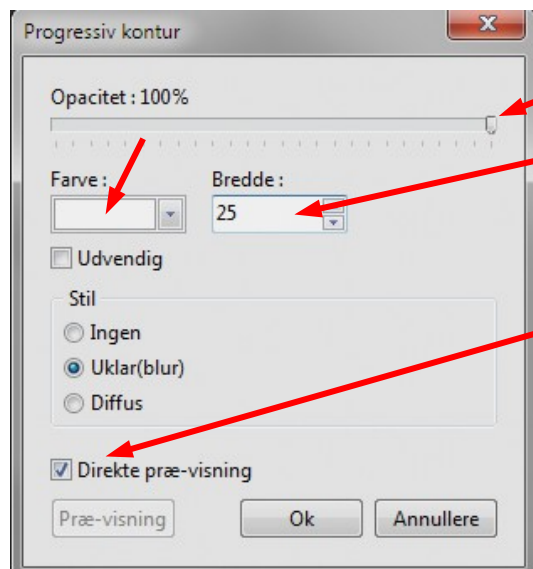 Progressiv kontur
Opacitet : 100%
Farve : Bredde :
25
Udvendig
Stil
Ingen
Uklar(blur)
Diffus
Direkte præ-visning
Præ-visning Ok Annullere